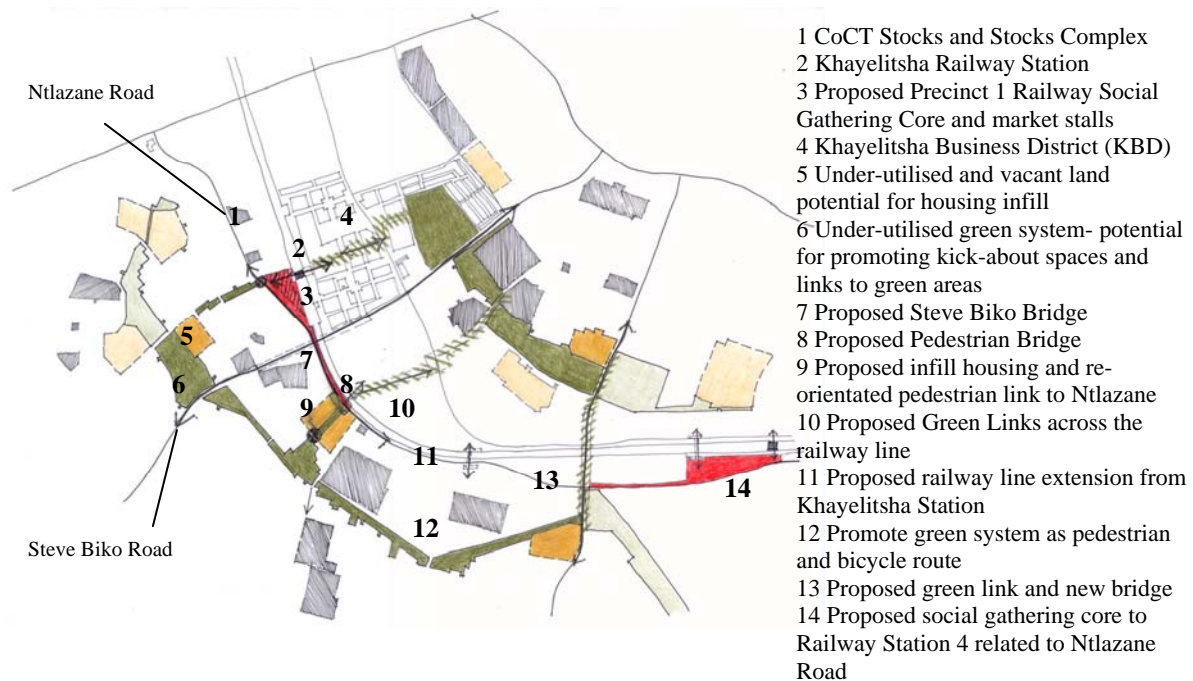 Ntlazane Road
Steve Biko Road
1
2
3
4
5
6
7
8
9
10
11
12
13
14
1 CoCT Stocks and Stocks Complex
2 Khayelitsha Railway Station
3 Proposed Precinct 1 Railway Social
Gathering Core and market stalls
4 Khayelitsha Business District (KBD)
5 Under-utilised and vacant land
potential for housing infill
6 Under-utilised green system- potential
for promoting kick-about spaces and
links to green areas
7 Proposed Steve Biko Bridge
8 Proposed Pedestrian Bridge
9 Proposed infill housing and re-
orientated pedestrian link to Ntlazane
10 Proposed Green Links across the
railway line
11 Proposed railway line extension from
Khayelitsha Station
12 Promote green system as pedestrian
and bicycle route
13 Proposed green link and new bridge
14 Proposed social gathering core to
Railway Station 4 related to Ntlazane
Road